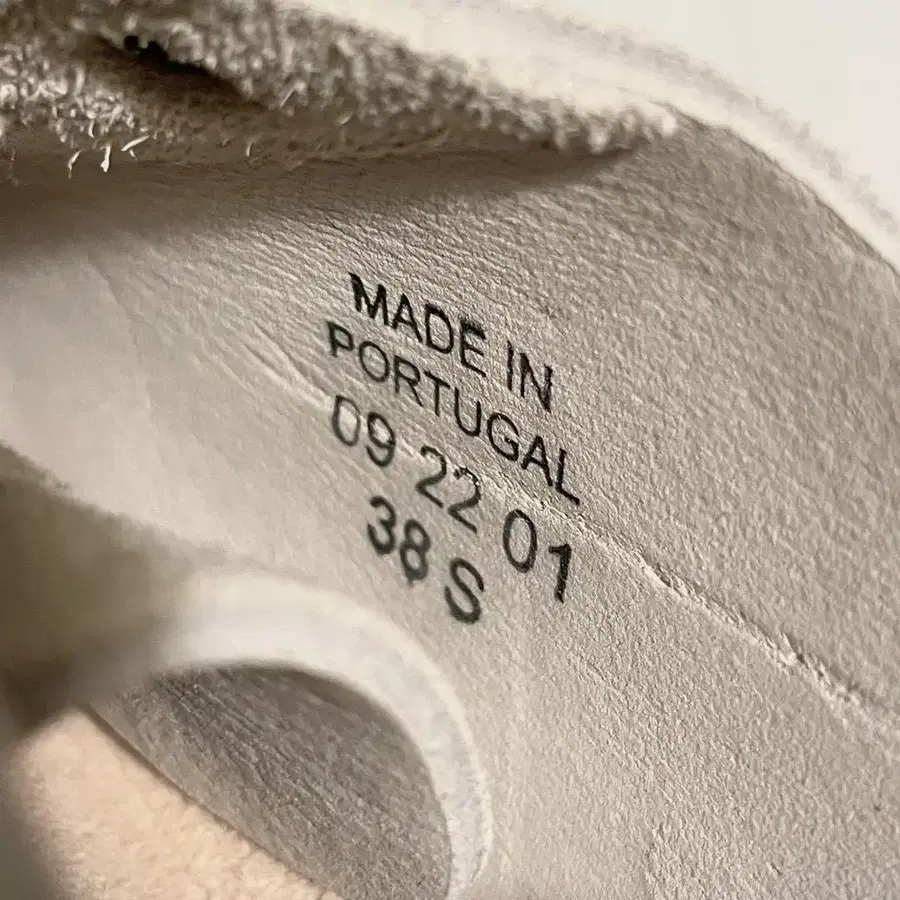 MADE IN
PORTUGAL
09 22 01
38 S